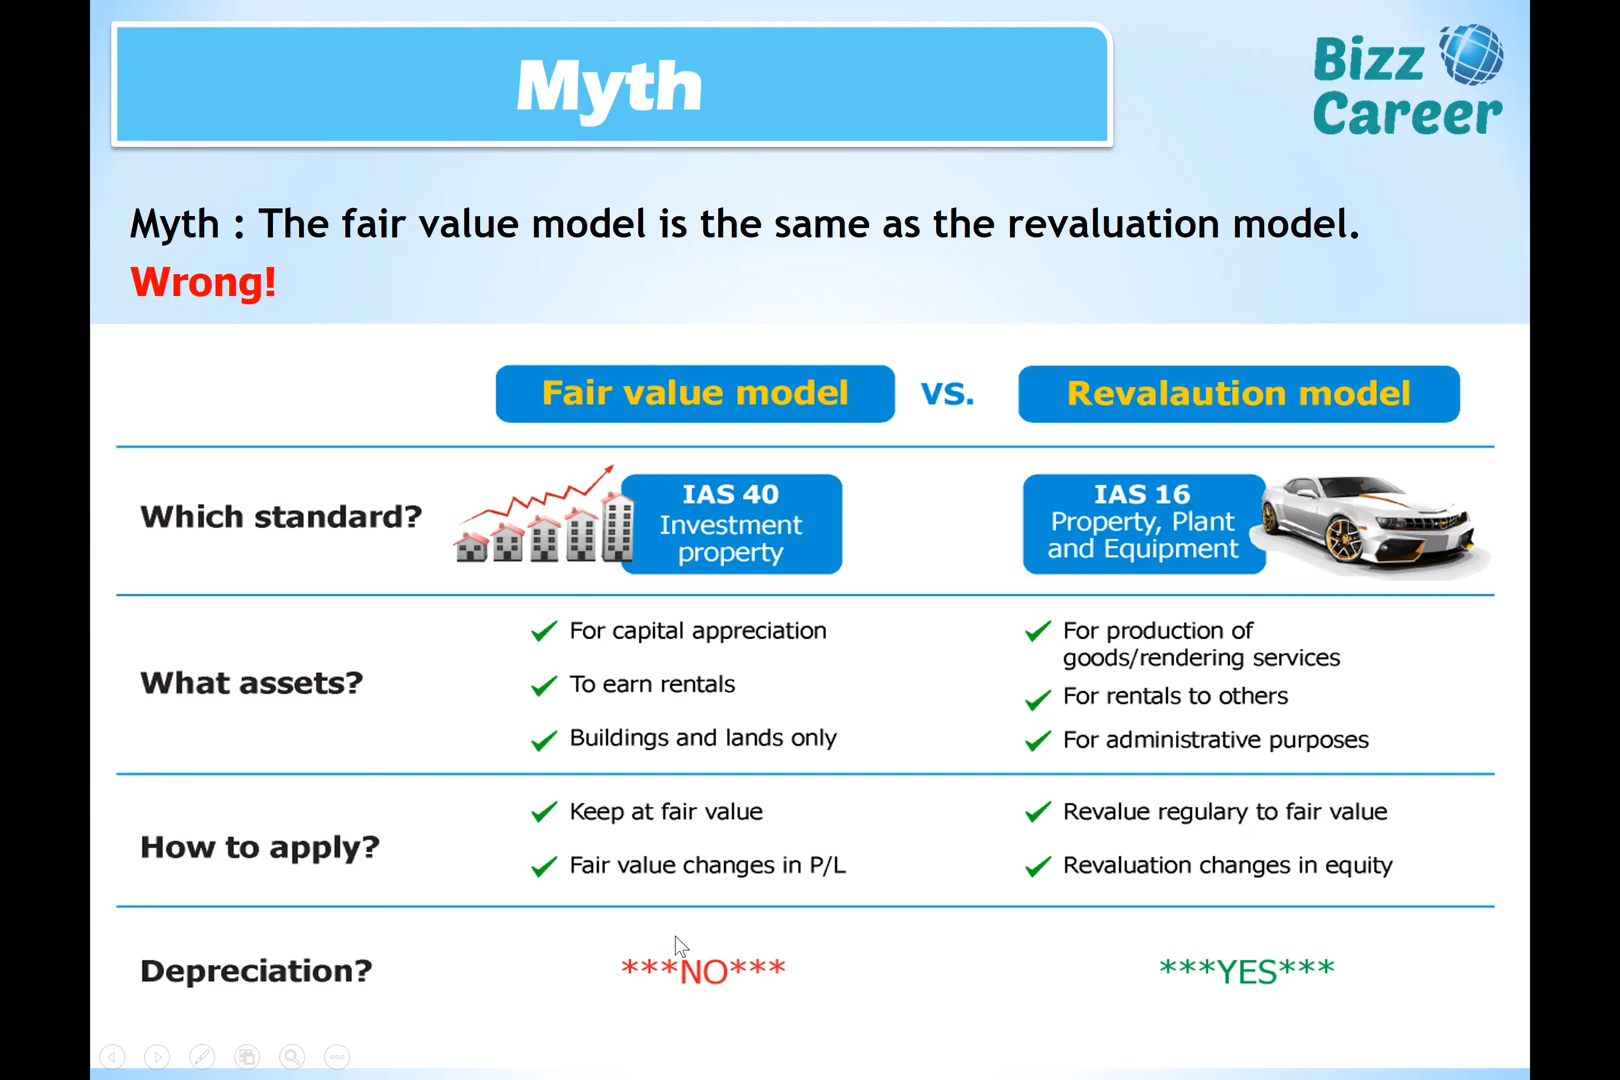 Myth
Bizz
Career
Myth : The fair value model is the same as the revaluation model.
Wrong!
Fair value model
VS.
Revalaution model
Which standard?
IAS 40
Investment
property
IAS 16
Property, Plant
and Equipment
What assets?
For capital appreciation
To earn rentals
Buildings and lands only
For production of
goods/rendering services
For rentals to others
For administrative purposes
How to apply?
Keep at fair value
Fair value changes in P/L
Revalue regulary to fair value
Revaluation changes in equity
Depreciation?
***NO***
***YES***